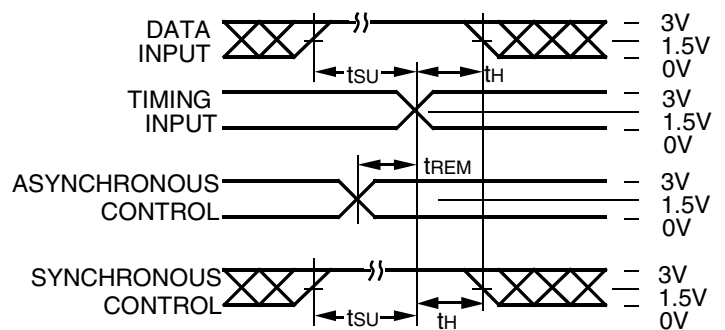 DATA
INPUT
tSU
tH
3V
1.5V
0V
TIMING
INPUT
3V
1.5V
0V
tREM
ASYNCHRONOUS
CONTROL
3V
1.5V
0V
SYNCHRONOUS
CONTROL
tSU
tH
3V
1.5V
0V